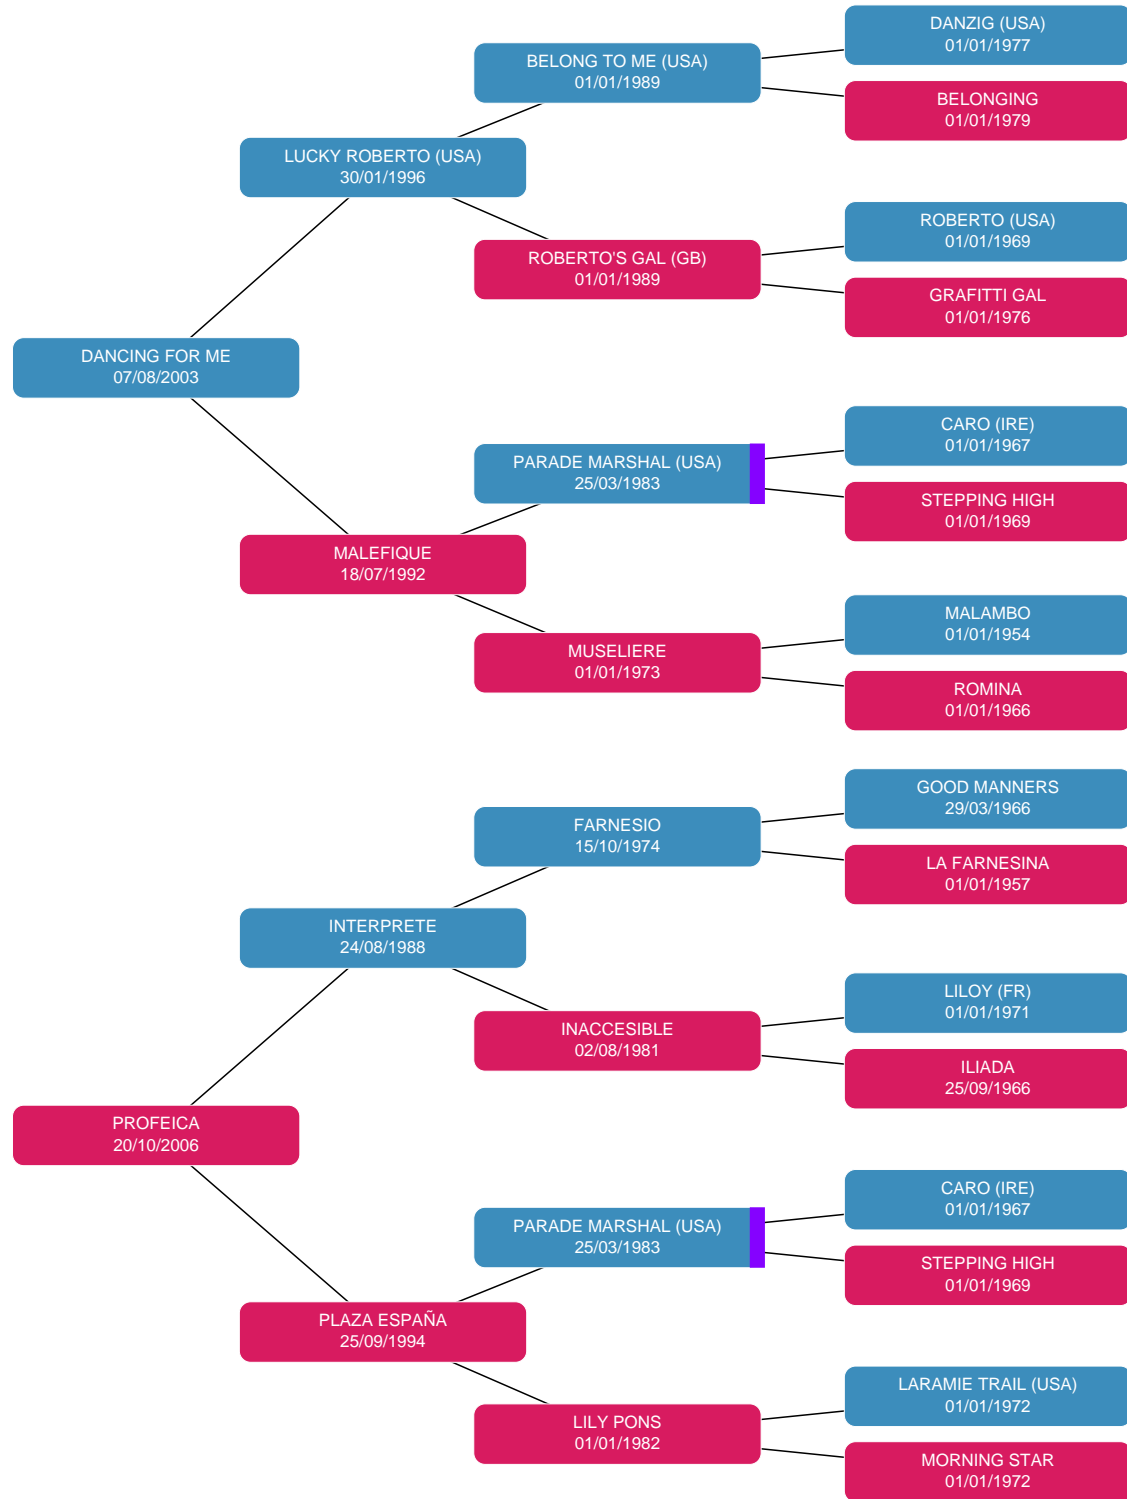 DANZIG (USA)
01/01/1977
BELONG TO ME (USA)
01/01/1989
BELONGING
01/01/1979
LUCKY ROBERTO (USA)
30/01/1996
ROBERTO (USA)
01/01/1969
ROBERTO'S GAL (GB)
01/01/1989
GRAFITTI GAL
01/01/1976
DANCING FOR ME
07/08/2003
CARO (IRE)
01/01/1967
PARADE MARSHAL (USA)
25/03/1983
STEPPING HIGH
01/01/1969
MALEFIQUE
18/07/1992
MALAMBO
01/01/1954
MUSELIERE
01/01/1973
ROMINA
01/01/1966
GOOD MANNERS
29/03/1966
FARNESIO
15/10/1974
LA FARNESINA
01/01/1957
INTERPRETE
24/08/1988
LILOY (FR)
01/01/1971
INACCESIBLE
02/08/1981
ILIADA
25/09/1966
PROFEICA
20/10/2006
CARO (IRE)
01/01/1967
PARADE MARSHAL (USA)
25/03/1983
STEPPING HIGH
01/01/1969
PLAZA ESPAÑA
25/09/1994
LARAMIE TRAIL (USA)
01/01/1972
LILY PONS
01/01/1982
MORNING STAR
01/01/1972